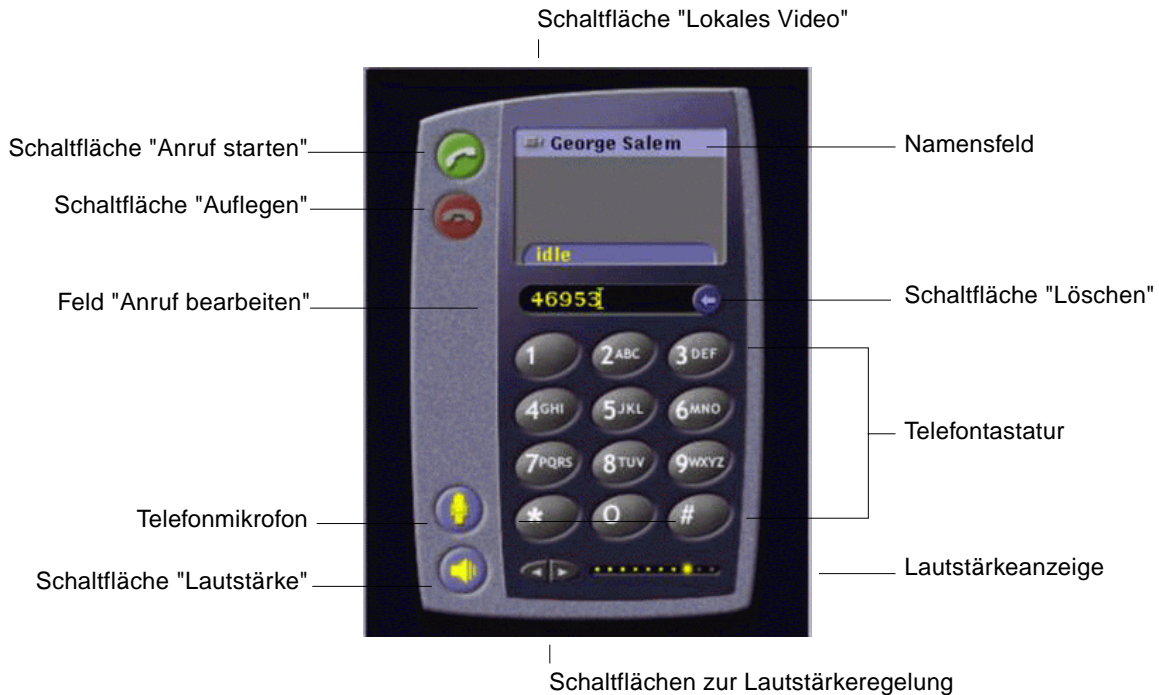 Schaltfläche "Lokales Video"
Schaltfläche "Anruf starten"
George Salem
Namensfeld
Schaltfläche "Auflegen"
idle
Feld "Anruf bearbeiten"
46953
Schaltfläche "Löschen"
1 2ABC 3DEF
4GHI 5JKL 6MNO
Telefontastatur
7PQRS 8TUV 9WXYZ
Telefonmikrofon
* 0 #
Schaltfläche "Lautstärke"
Lautstärkeanzeige
Schaltflächen zur Lautstärkeregelung